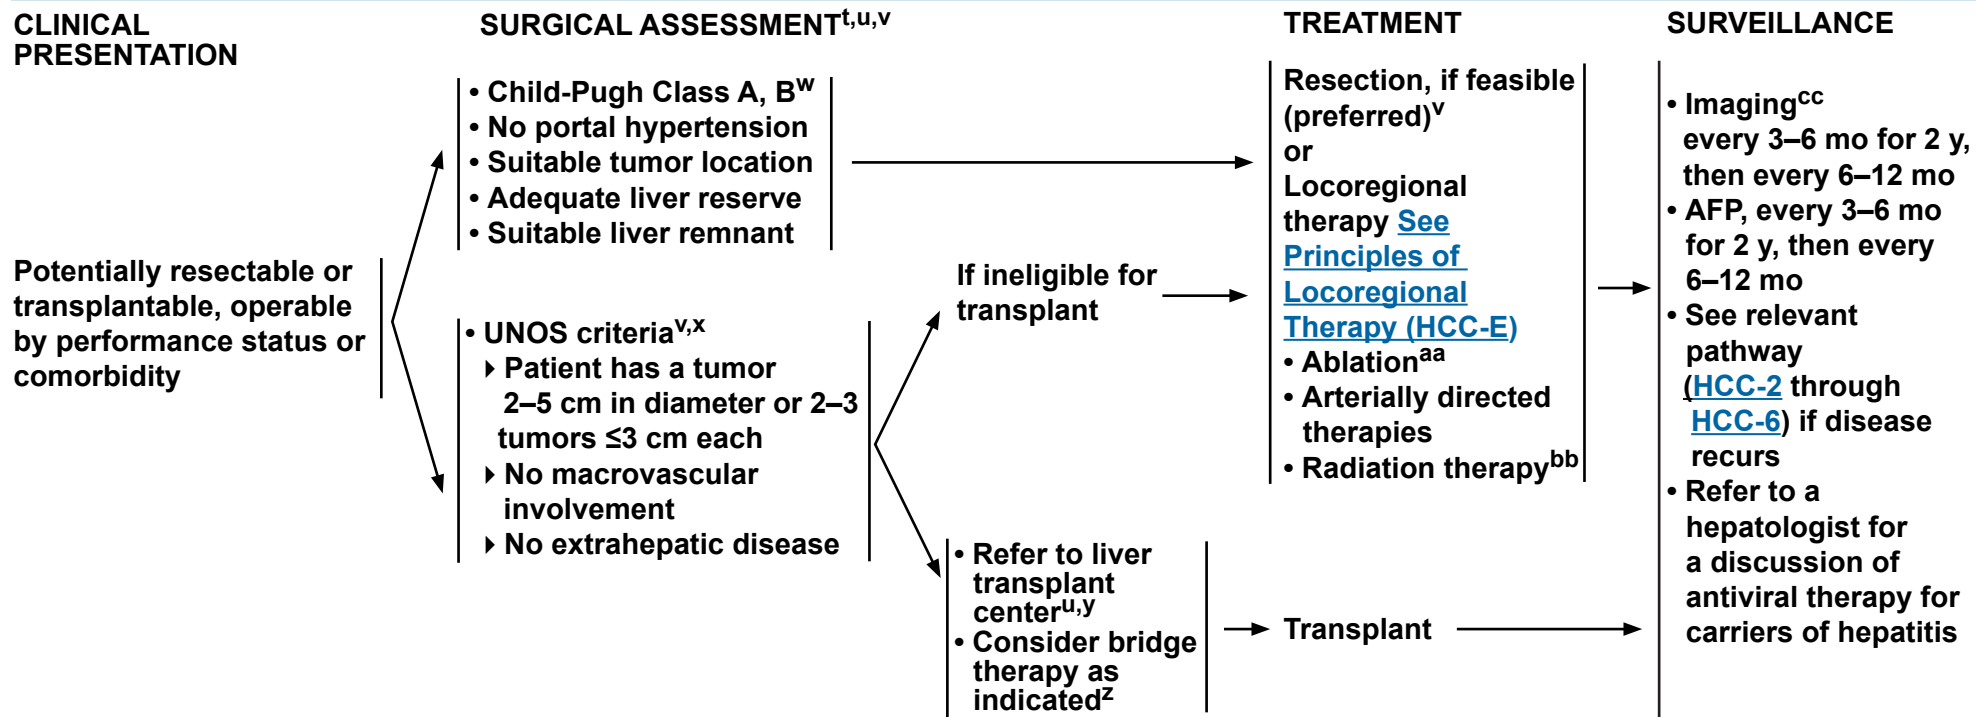 CLINICAL
PRESENTATION
SURGICAL ASSESSMENTt,u,v
TREATMENT
SURVEILLANCE
Potentially resectable or
transplantable, operable
by performance status or
comorbidity
• Child-Pugh Class A, Bw
• No portal hypertension
• Suitable tumor location
• Adequate liver reserve
• Suitable liver remnant
• UNOS criteriav,x
▸ Patient has a tumor
2–5 cm in diameter or 2–3
tumors ≤3 cm each
▸ No macrovascular
involvement
▸ No extrahepatic disease
If ineligible for
transplant
• Refer to liver
transplant
centeru,y
• Consider bridge
therapy as
indicatedz
Resection, if feasible
(preferred)v
or
Locoregional
therapy See
Principles of
Locoregional
Therapy (HCC-E)
• Ablationaa
• Arterially directed
therapies
• Radiation therapybb
Transplant
• Imagingcc
every 3–6 mo for 2 y,
then every 6–12 mo
• AFP, every 3–6 mo
for 2 y, then every
6–12 mo
• See relevant
pathway
(HCC-2 through
HCC-6) if disease
recurs
• Refer to a
hepatologist for
a discussion of
antiviral therapy for
carriers of hepatitis